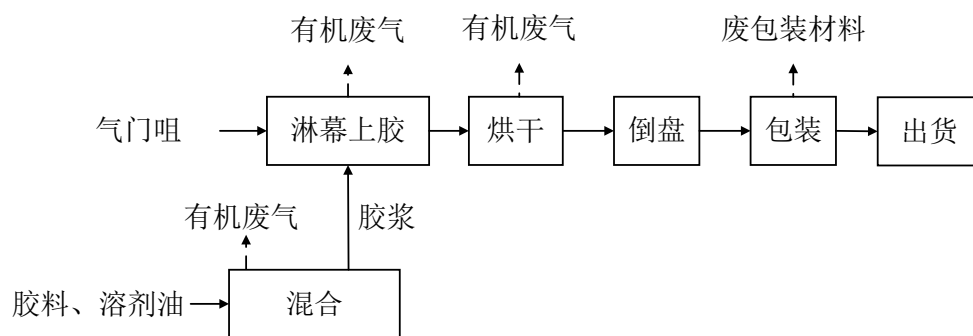 有机废气
有机废气
废包装材料
气门咀
淋幕上胶
烘干
倒盘
包装
出货
有机废气
胶浆
胶料、溶剂油
混合